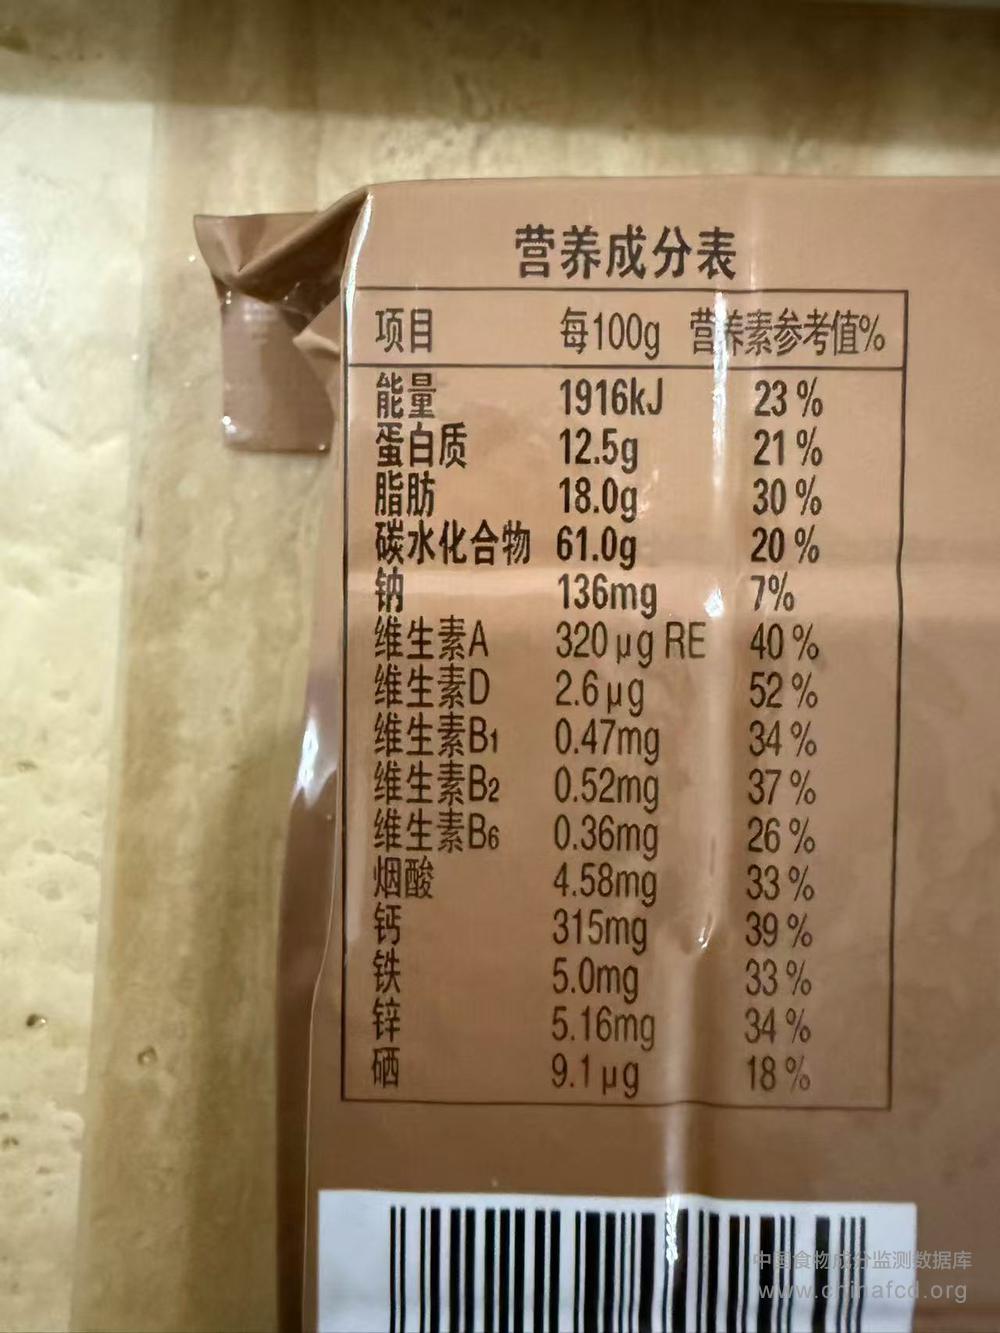 营养成分表
项目 每100g 营养素参考值%
能量 1916kJ 23%
蛋白质 12.5g 21%
脂肪 18.0g 30%
碳水化合物 61.0g 20%
钠 136mg 7%
维生素A 320μg RE 40%
维生素D 2.6μg 52%
维生素B1 0.47mg 34%
维生素B2 0.52mg 37%
维生素B6 0.36mg 26%
烟酸 4.58mg 33%
钙 315mg 39%
铁 5.0mg 33%
锌 5.16mg 34%
硒 9.1μg 18%
中国食物成分监测数据库
www.chinafcd.org